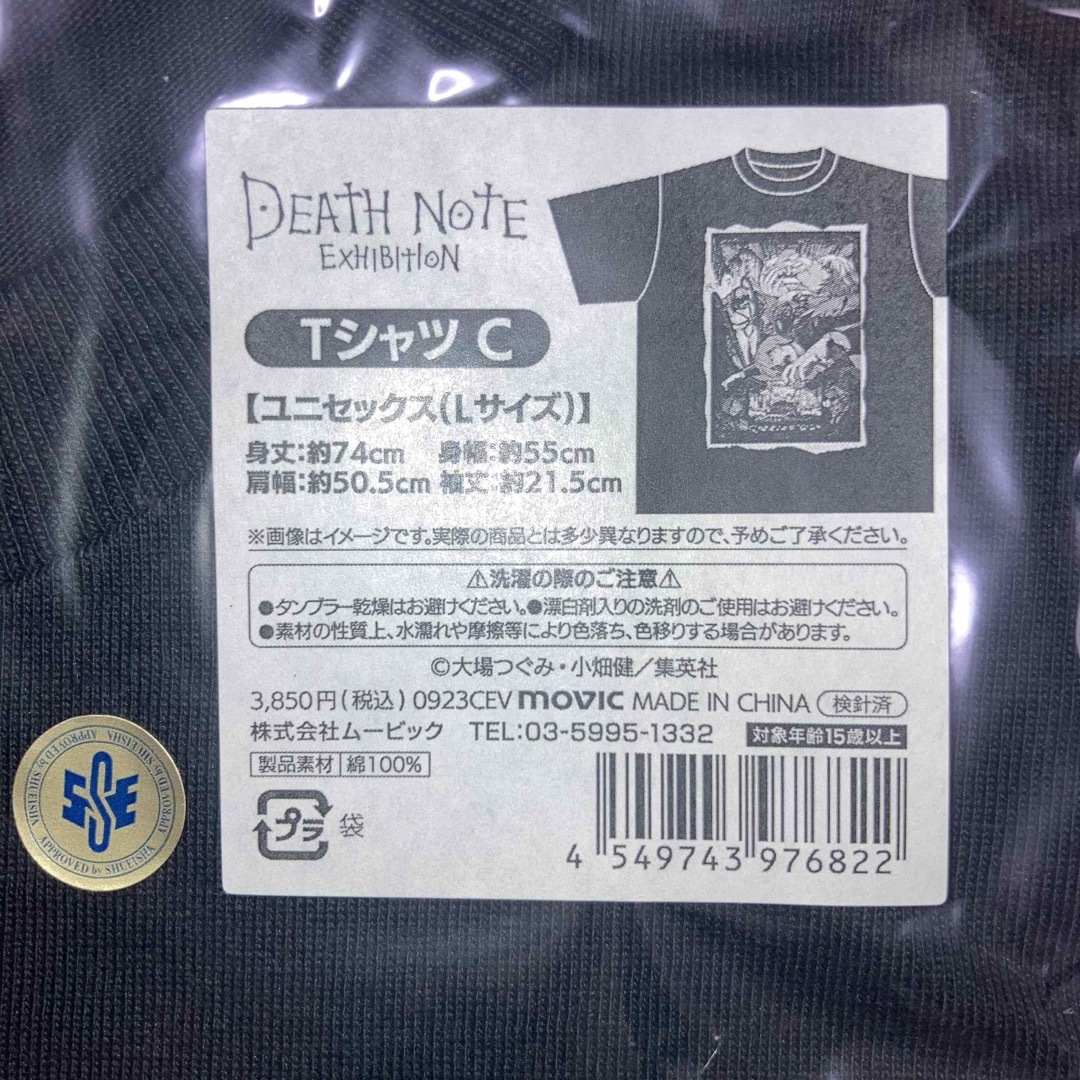 DEATH NOTE
EXHIBITION
Tシャツ C
【ユニセックス(Lサイズ)】
身丈:約74cm 身幅:約55cm
肩幅:約50.5cm 袖丈:約21.5cm
※画像はイメージです。実際の商品とは多少異なりますので、予めご了承ください。
⚠洗濯の際のご注意⚠
●タンブラー乾燥はお避けください。●漂白剤入りの洗剤のご使用はお避けください。
●素材の性質上、水濡れや摩擦等により色落ち、色移りする場合があります。
©大場つぐみ・小畑健/集英社
3,850円(税込) 0923CEV movic MADE IN CHINA 検針済
株式会社ムービック TEL:03-5995-1332 対象年齢15歳以上
製品素材 綿100%
プラ 袋
4 549743 976822
SE
APPROVED by SHUEISHA APPROVED by SHUEISHA APPROVED by SHUEISHA